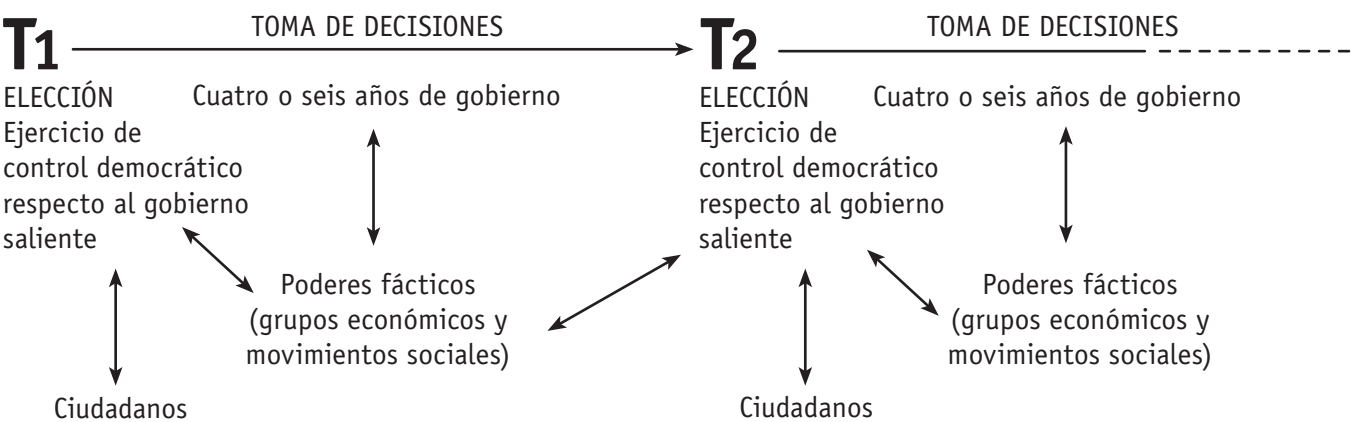 T1
TOMA DE DECISIONES
T2
TOMA DE DECISIONES
ELECCIÓN
Ejercicio de
control democrático
respecto al gobierno
saliente
Cuatro o seis años de gobierno
Poderes fácticos
(grupos económicos y
movimientos sociales)
Ciudadanos
ELECCIÓN
Ejercicio de
control democrático
respecto al gobierno
saliente
Cuatro o seis años de gobierno
Poderes fácticos
(grupos económicos y
movimientos sociales)
Ciudadanos